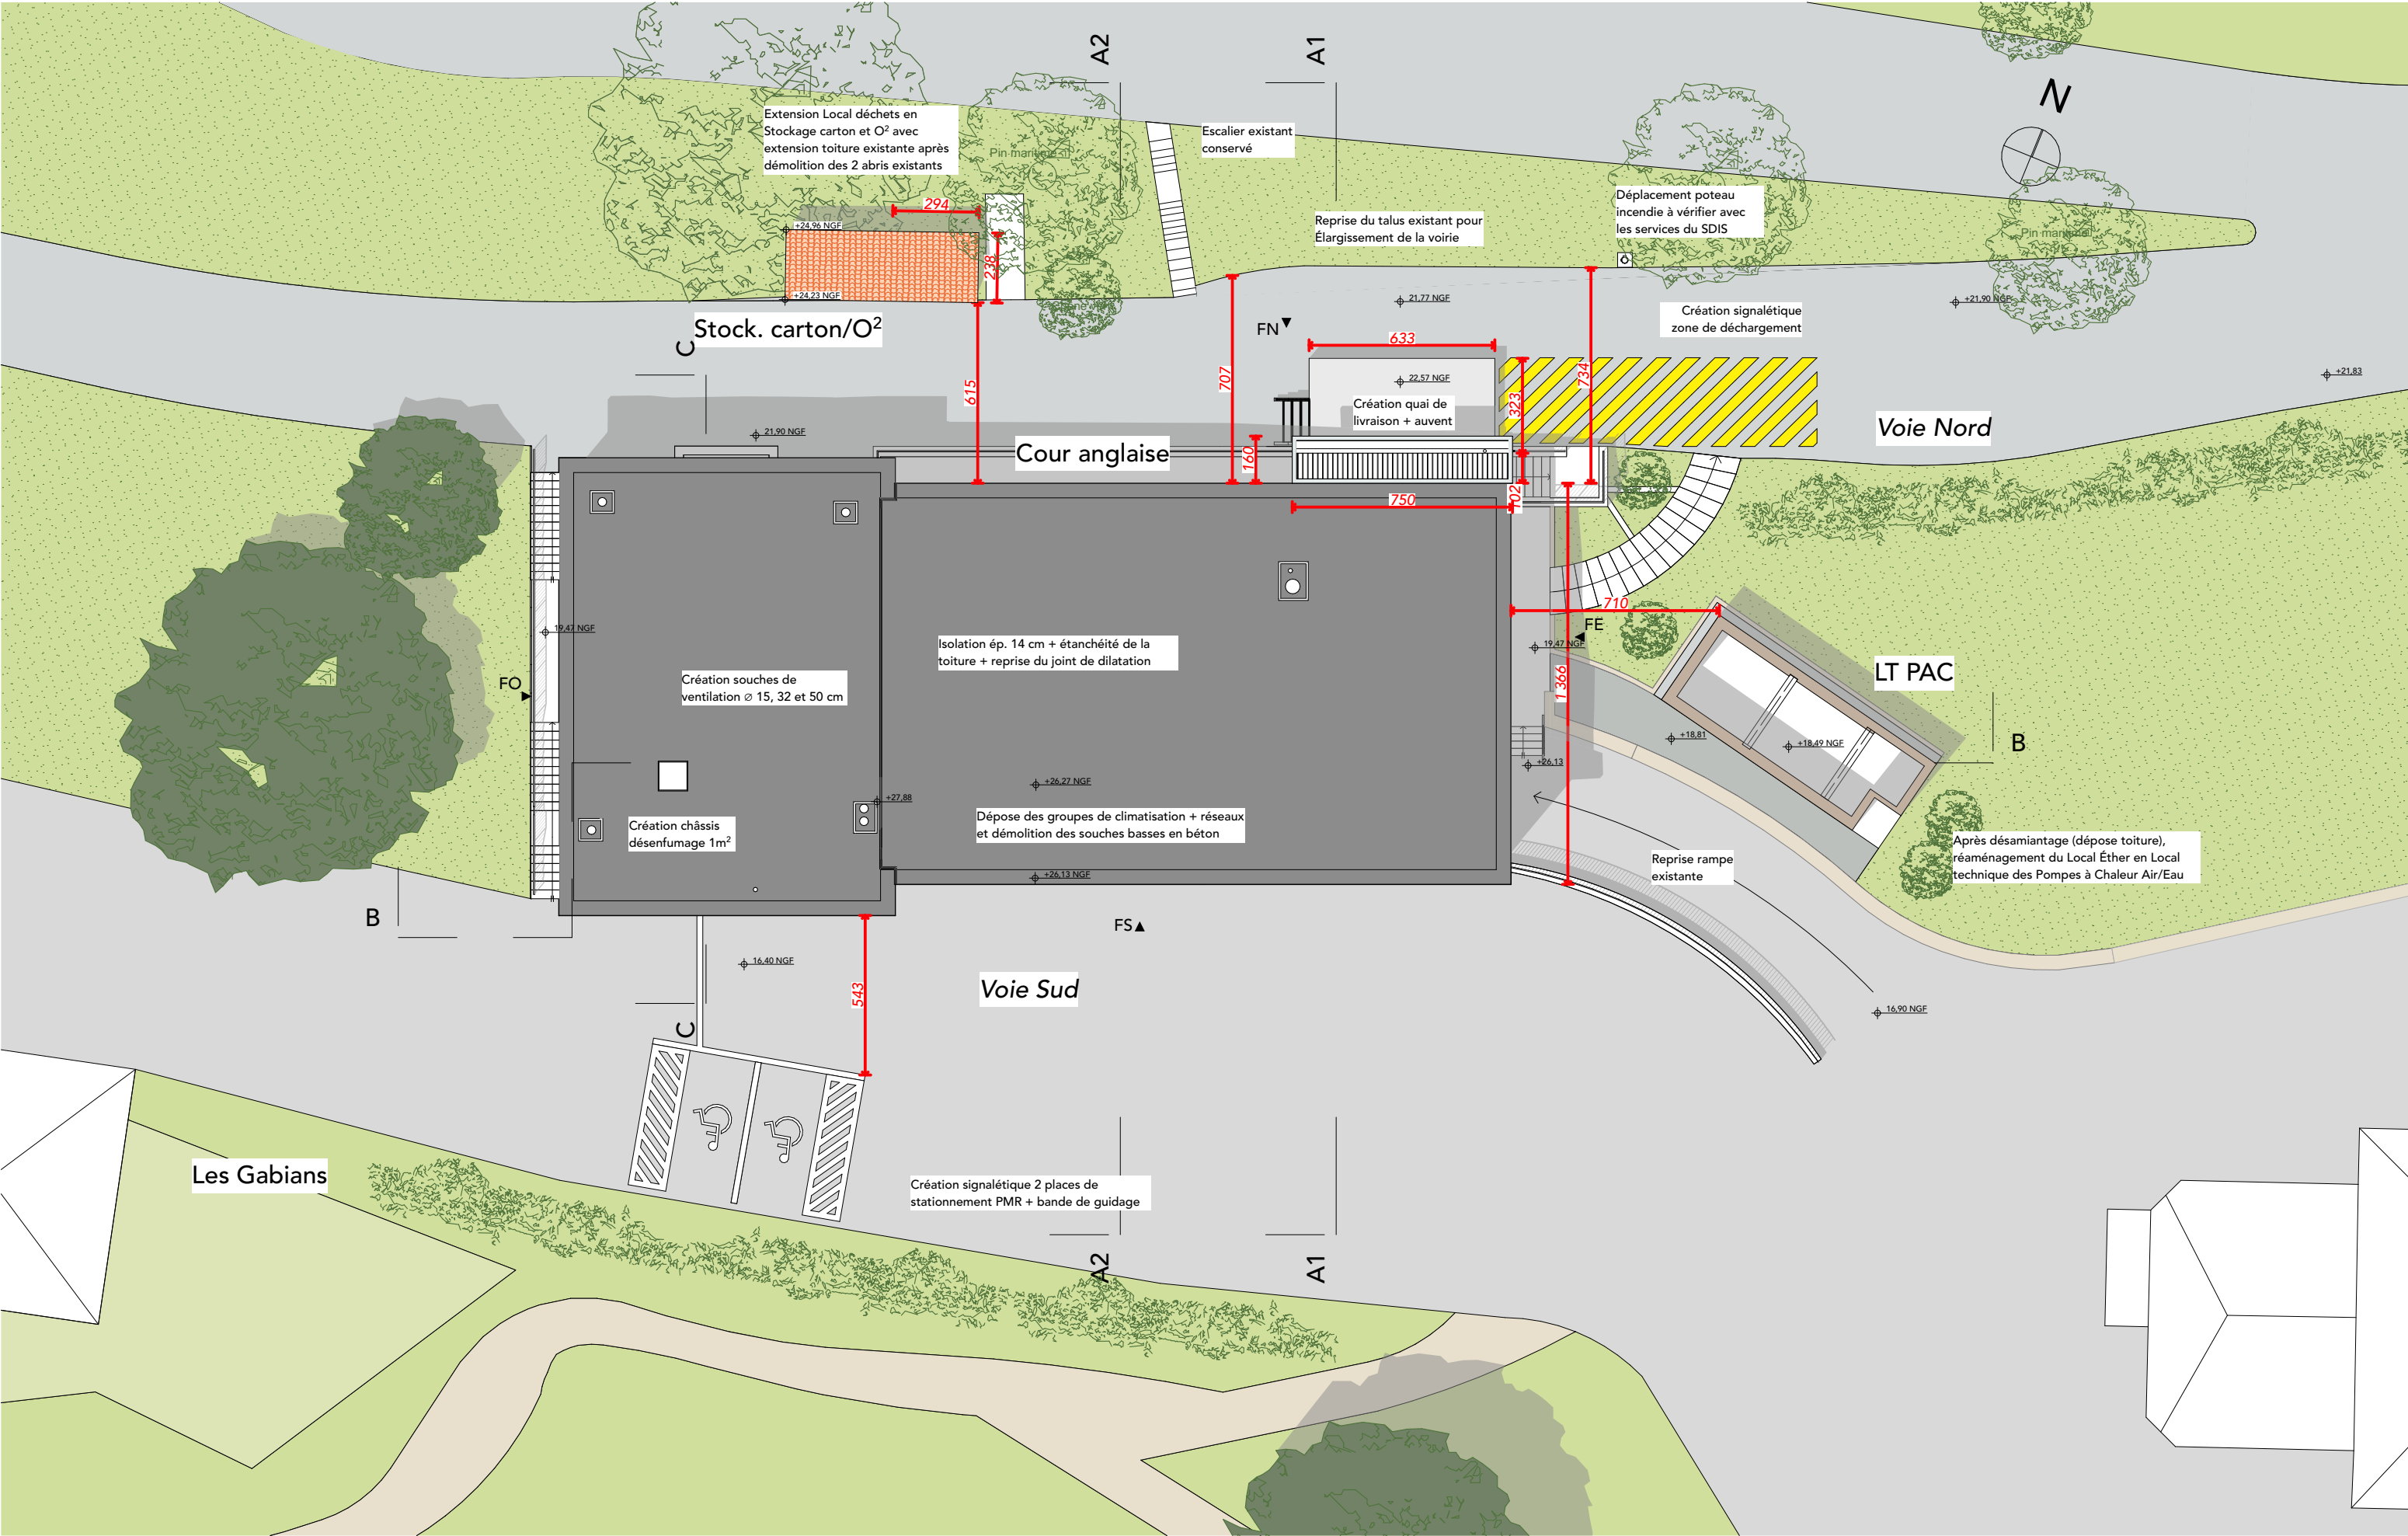 A2
A1
N
Extension Local déchets en
Stockage carton et O² avec
extension toiture existante après
démolition des 2 abris existants
Escalier existant
conservé
Pin maritime
Déplacement poteau
incendie à vérifier avec
les services du SDIS
294
Reprise du talus existant pour
Élargissement de la voirie
+24,96 NGF
Pin maritime
238
+24,23 NGF
21,77 NGF
+21,90 NGF
Création signalétique
zone de déchargement
Stock. carton/O²
FN
C
633
615
707
734
+21,83
22,57 NGF
323
Création quai de
livraison + auvent
Voie Nord
21,90 NGF
Cour anglaise
160
102
750
710
FE
19,47 NGF
19,47 NGF
Isolation ép. 14 cm + étanchéité de la
toiture + reprise du joint de dilatation
LT PAC
FO
Création souches de
ventilation ⌀ 15, 32 et 50 cm
1 366
+18,81
+18,49 NGF
B
+26,13
+26,27 NGF
+27,88
Création châssis
désenfumage 1m²
Dépose des groupes de climatisation + réseaux
et démolition des souches basses en béton
Après désamiantage (dépose toiture),
réaménagement du Local Éther en Local
technique des Pompes à Chaleur Air/Eau
Reprise rampe
existante
+26,13 NGF
B
FS
16,40 NGF
543
Voie Sud
16,90 NGF
C
Les Gabians
Création signalétique 2 places de
stationnement PMR + bande de guidage
A2
A1